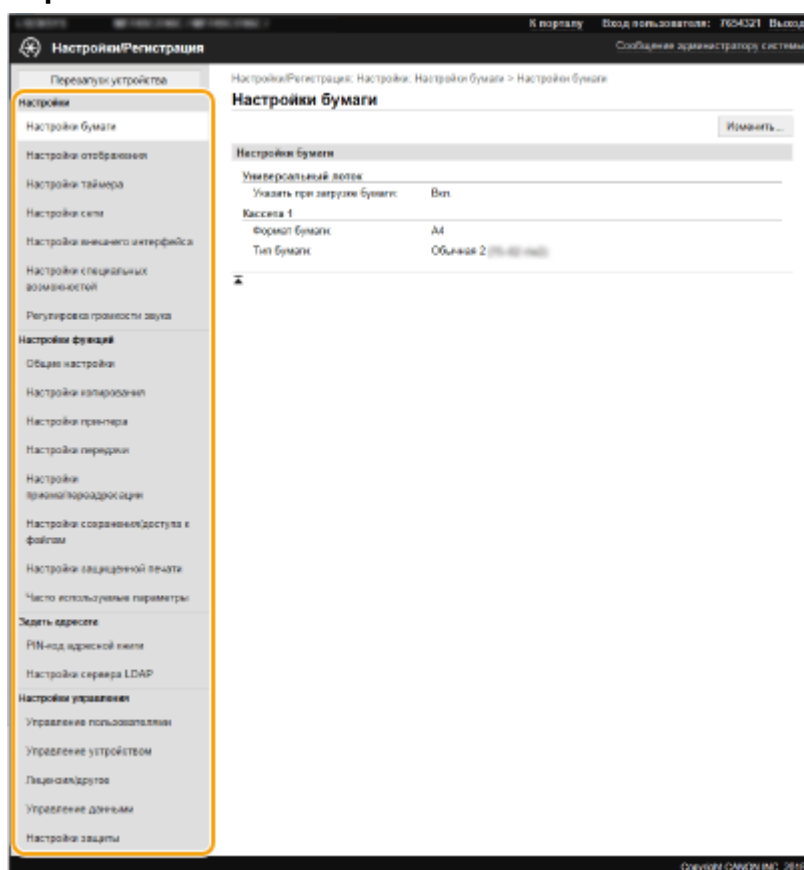 К порталу Вход пользователя: 7654321 Выход
Настройки/Регистрация
Сообщение администратору системы
Перезапуск устройства
Настройки
Настройки бумаги
Настройки отображения
Настройки таймера
Настройки сети
Настройки внешнего интерфейса
Настройки специальных
возможностей
Регулировка громкости звука
Настройки функций
Общие настройки
Настройки копирования
Настройки принтера
Настройки передачи
Настройки
приема/переадресации
Настройки сохранения/доступа к
файлам
Настройки защищенной печати
Часто используемые параметры
Задать адресата
PIN-код адресной книги
Настройки сервера LDAP
Настройки управления
Управление пользователями
Управление устройством
Лицензия/другое
Управление данными
Настройки защиты
Настройки/Регистрация: Настройки: Настройки бумаги > Настройки бумаги
Настройки бумаги
Изменить...
Настройки бумаги
Универсальный лоток
Указать при загрузке бумаги: Вкл.
Кассета 1
Формат бумаги: A4
Тип бумаги: Обычная 2
Copyright CANON INC. 2018